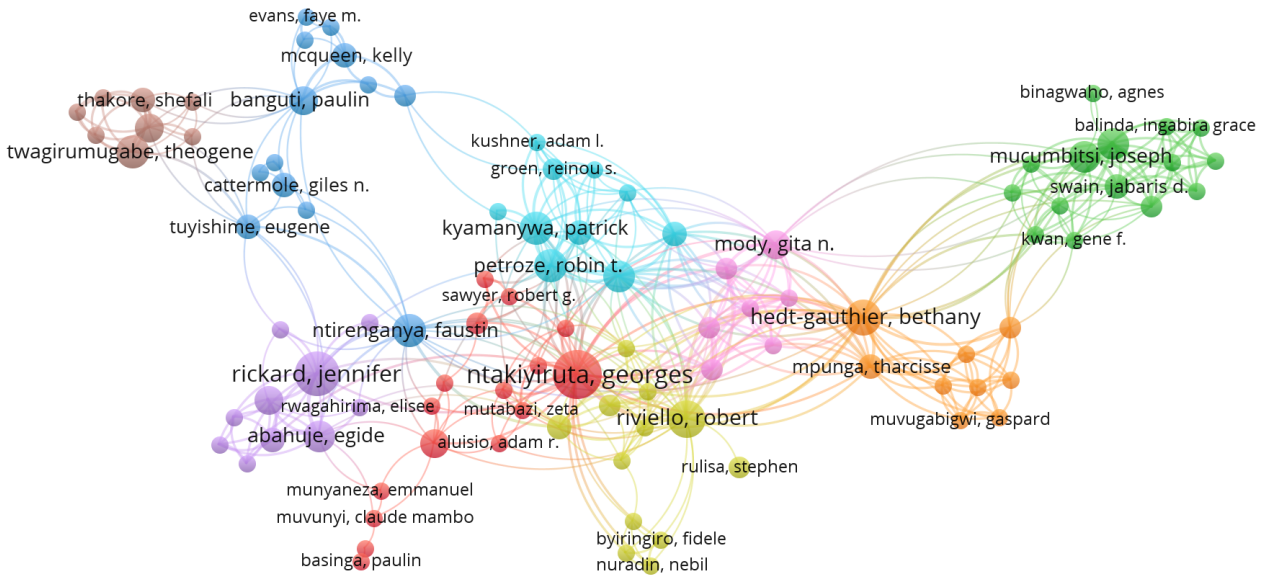 evans, faye m.
mcqueen, kelly
thakore, shefali
banguti, paulin
binagwaho, agnes
balinda, ingabira grace
kushner, adam l.
twagirumugabe, theogene
mucumbitsi, joseph
groen, reinou s.
cattermole, giles n.
swain, jabaris d.
tuyishime, eugene
kyamanywa, patrick
mody, gita n.
kwan, gene f.
petroze, robin t.
sawyer, robert g.
hedt-gauthier, bethany
ntirenganya, faustin
mpunga, tharcisse
rickard, jennifer
ntakiyiruta, georges
rwagahirima, elisee
mutabazi, zeta
riviello, robert
muvugabigwi, gaspard
abahuje, egide
aluisio, adam r.
rulisa, stephen
munyaneza, emmanuel
muvunyi, claude mambo
byiringiro, fidele
basinga, paulin
nuradin, nebil